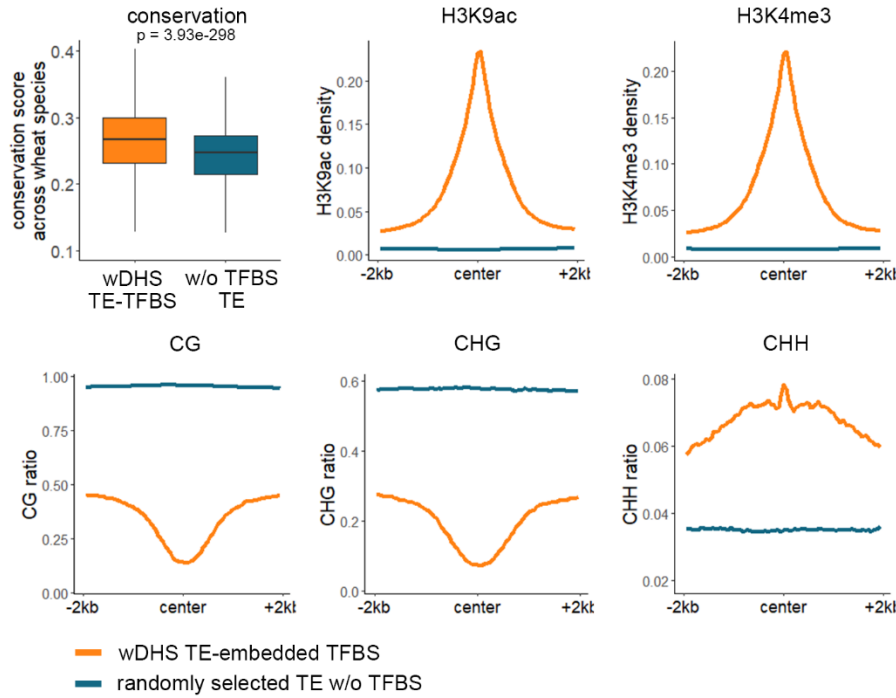 conservation
p = 3.93e-298
conservation score
across wheat species
0.4
0.3
0.2
0.1
wDHS
TE-TFBS
w/o TFBS
TE
H3K9ac
H3K9ac density
0.20
0.15
0.10
0.05
0.00
-2kb center +2kb
H3K4me3
H3K4me3 density
0.20
0.15
0.10
0.05
0.00
-2kb center +2kb
CG
CG ratio
1.00
0.75
0.50
0.25
0.00
-2kb center +2kb
CHG
CHG ratio
0.6
0.4
0.2
0.0
-2kb center +2kb
CHH
CHH ratio
0.08
0.06
0.04
0.02
-2kb center +2kb
wDHS TE-embedded TFBS
randomly selected TE w/o TFBS